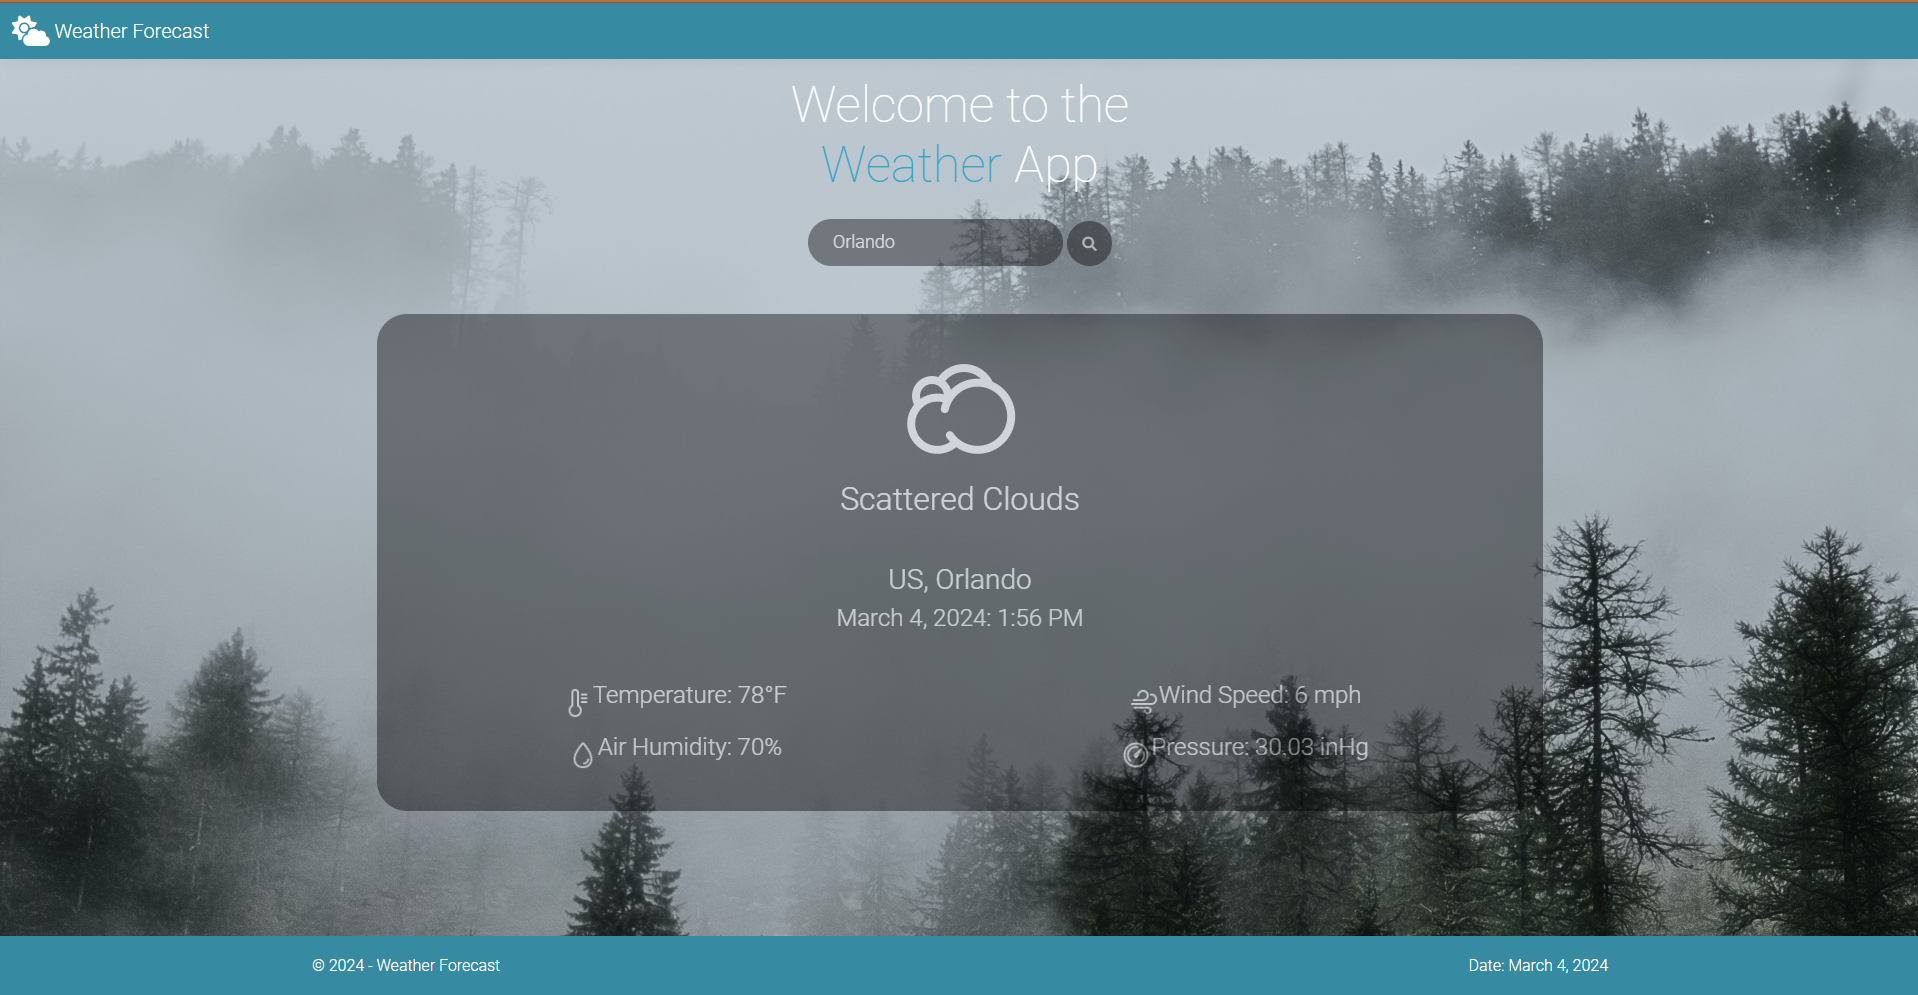 Weather Forecast
Welcome to the
Weather App
Orlando
Scattered Clouds
US, Orlando
March 4, 2024: 1:56 PM
Temperature: 78°F
Wind Speed: 6 mph
Air Humidity: 70%
Pressure: 30.03 inHg
© 2024 - Weather Forecast
Date: March 4, 2024